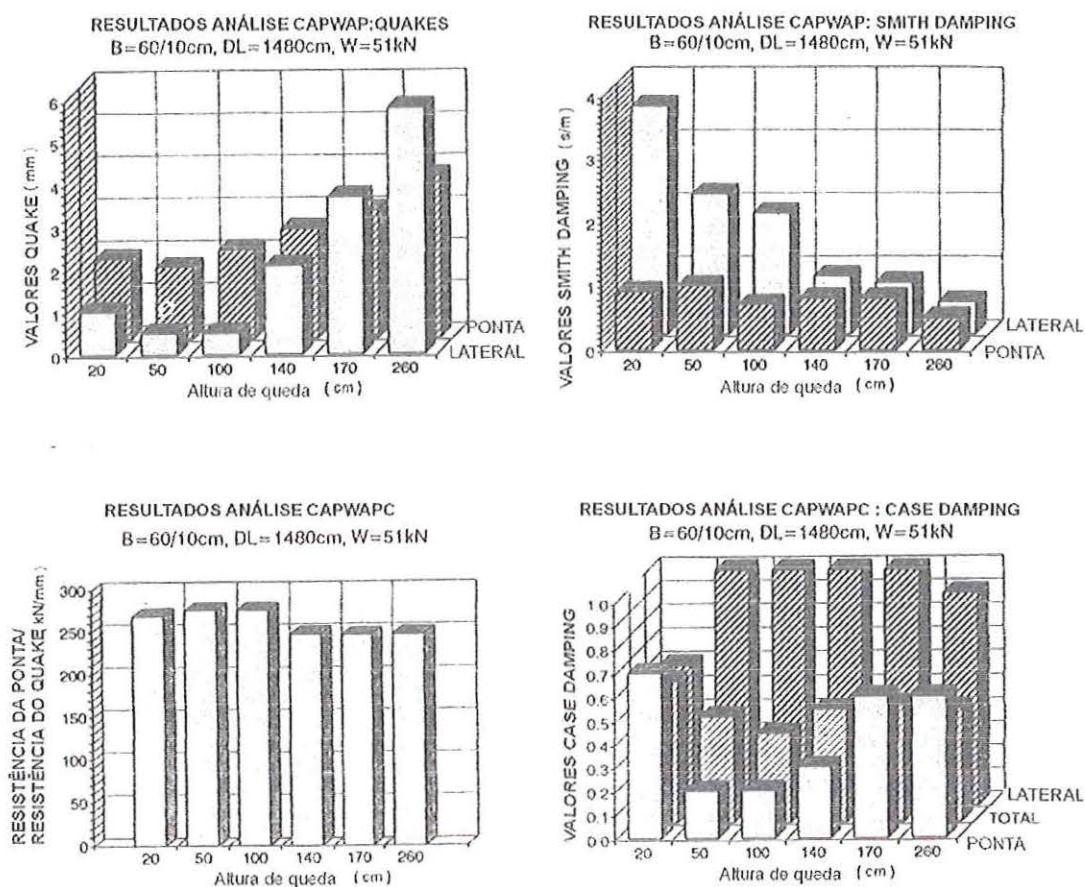 RESULTADOS ANÁLISE CAPWAP:QUAKES
B=60/10cm, DL=1480cm, W=51kN
VALORES QUAKE (mm)
6
5
4
3
2
1
0
20 50 100 140 170 260
Altura de queda (cm)
PONTA
LATERAL
RESULTADOS ANÁLISE CAPWAP: SMITH DAMPING
B=60/10cm, DL=1480cm, W=51kN
VALORES SMITH DAMPING (s/m)
4
3
2
1
0
20 50 100 140 170 260
Altura de queda (cm)
LATERAL
PONTA
RESULTADOS ANÁLISE CAPWAPC
B=60/10cm, DL=1480cm, W=51kN
RESISTÊNCIA DA PONTA/
RESISTÊNCIA DO QUAKE kN/mm
300
250
200
150
100
50
0
20 50 100 140 170 260
Altura de queda (cm)
RESULTADOS ANÁLISE CAPWAPC : CASE DAMPING
B=60/10cm, DL=1480cm, W=51kN
VALORES CASE DAMPING
1.0
0.9
0.8
0.7
0.6
0.5
0.4
0.3
0.2
0.1
0.0
20 50 100 140 170 260
Altura de queda (cm)
LATERAL
TOTAL
PONTA